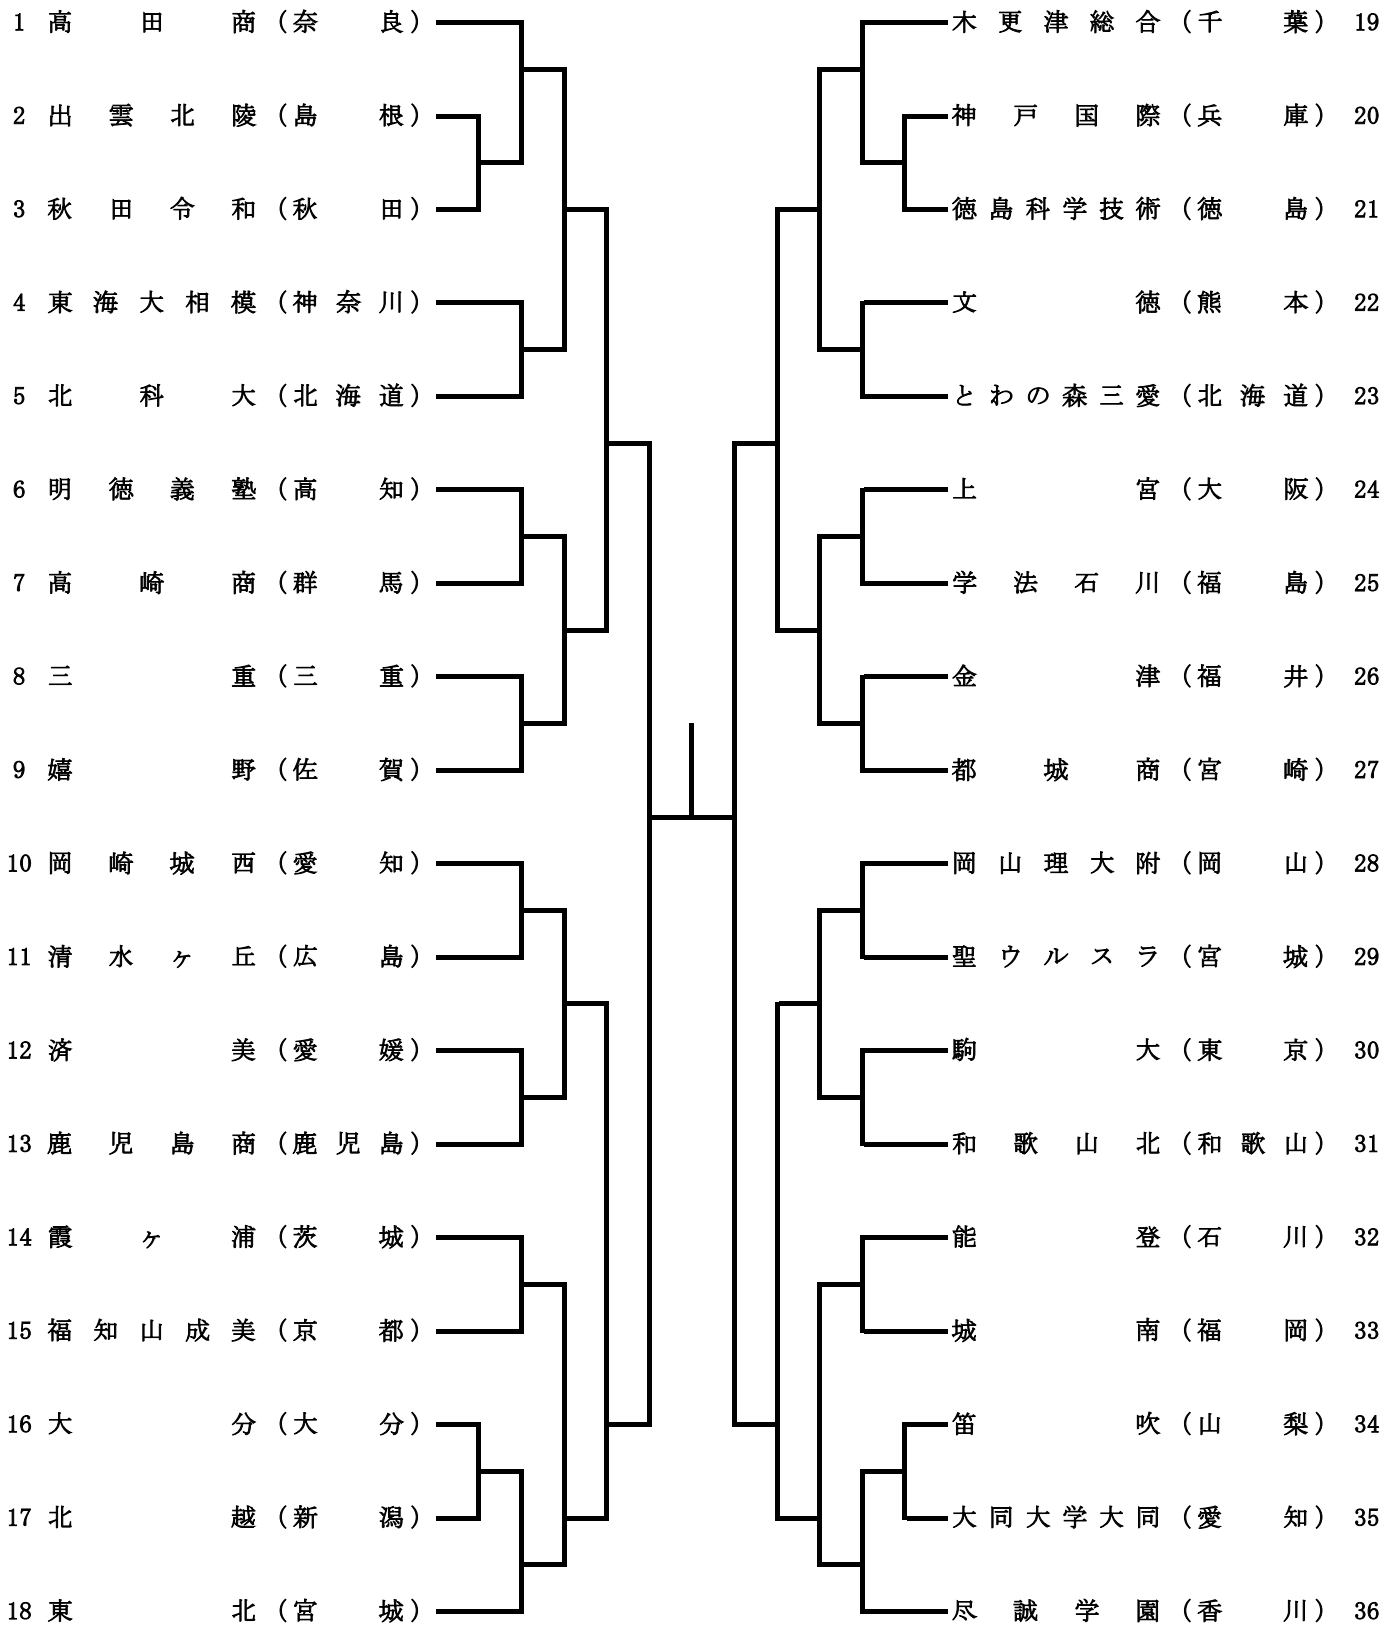 1 高田商（奈良）
2 出雲北陵（島根）
3 秋田令和（秋田）
4 東海大相模（神奈川）
5 北科大（北海道）
6 明徳義塾（高知）
7 高崎商（群馬）
8 三重（三重）
9 嬉野（佐賀）
10 岡崎城西（愛知）
11 清水ヶ丘（広島）
12 済美（愛媛）
13 鹿児島商（鹿児島）
14 霞ヶ浦（茨城）
15 福知山成美（京都）
16 大分（大分）
17 北越（新潟）
18 東北（宮城）
木更津総合（千葉） 19
神戸国際（兵庫） 20
徳島科学技術（徳島） 21
文徳（熊本） 22
とわの森三愛（北海道） 23
上宮（大阪） 24
学法石川（福島） 25
金津（福井） 26
都城商（宮崎） 27
岡山理大附（岡山） 28
聖ウルスラ（宮城） 29
駒大（東京） 30
和歌山北（和歌山） 31
能登（石川） 32
城南（福岡） 33
笛吹（山梨） 34
大同大学大同（愛知） 35
尽誠学園（香川） 36